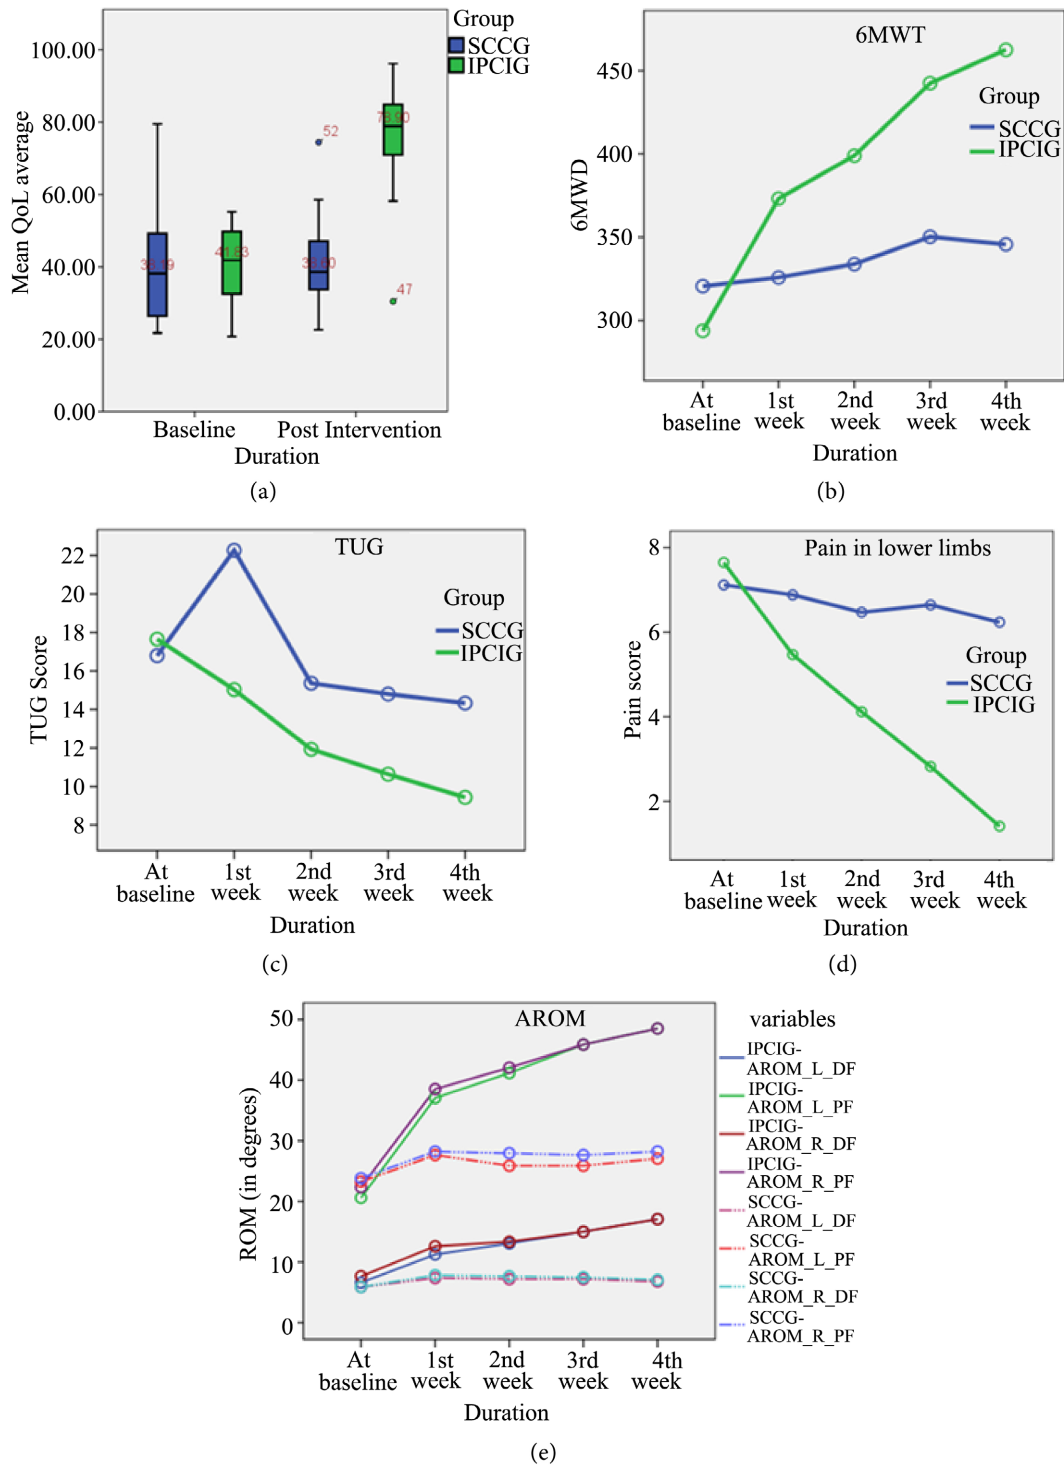 Group
SCCG
IPCIG
100.00
80.00
60.00
40.00
20.00
0.00
Mean QoL average
52
78.90
41.83
47
Baseline
Post Intervention
Duration
(a)
6MWT
450
400
350
300
6MWD
Group
SCCG
IPCIG
At baseline
1st week
2nd week
3rd week
4th week
Duration
(b)
TUG
22
20
18
16
14
12
10
8
TUG Score
Group
SCCG
IPCIG
At baseline
1st week
2nd week
3rd week
4th week
Duration
(c)
Pain in lower limbs
8
6
4
2
Pain score
Group
SCCG
IPCIG
At baseline
1st week
2nd week
3rd week
4th week
Duration
(d)
AROM
50
40
30
20
10
0
ROM (in degrees)
variables
IPCIG-
AROM_L_DF
IPCIG-
AROM_L_PF
IPCIG-
AROM_R_DF
IPCIG-
AROM_R_PF
SCCG-
AROM_L_DF
SCCG-
AROM_L_PF
SCCG-
AROM_R_DF
SCCG-
AROM_R_PF
At baseline
1st week
2nd week
3rd week
4th week
Duration
(e)